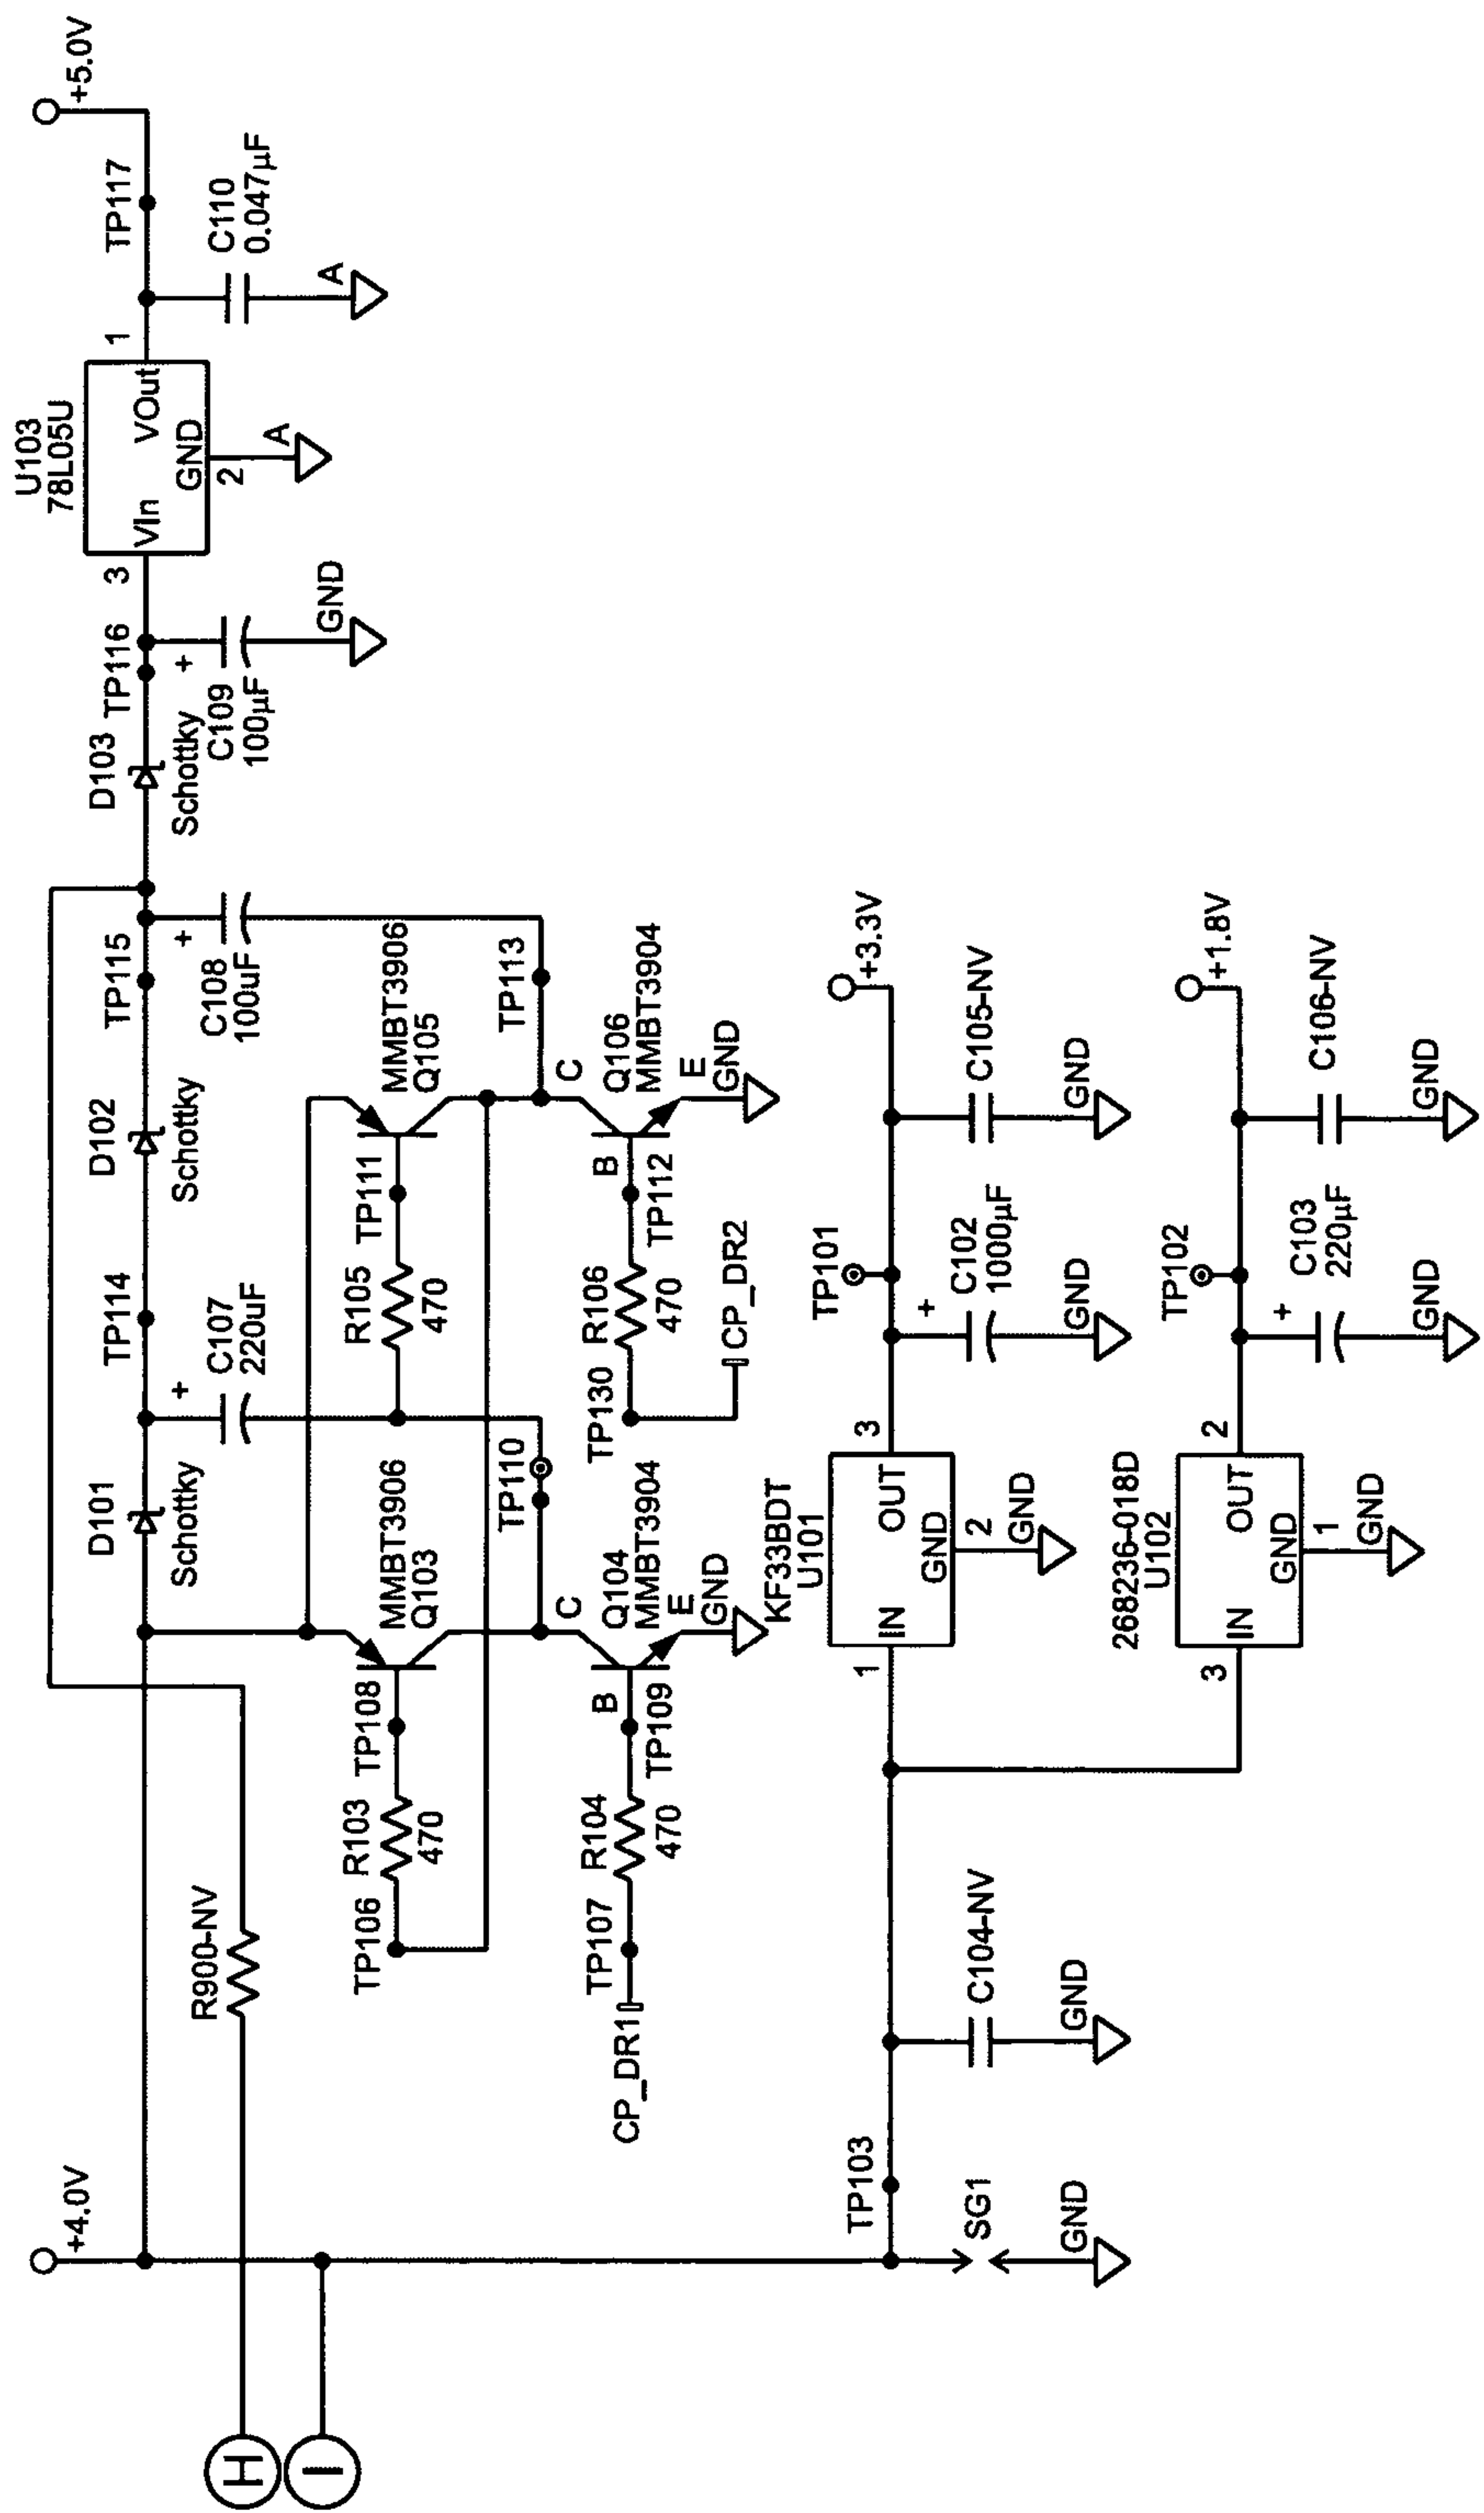 +4.0V
H
I
R900-NV
D101
Schottky
C107
220uF
+
TP114
D102
Schottky
TP115
C108
100uF
+
D103
Schottky
TP116
C109
100µF
+
GND
U103
78L05U
3
VIn
VOut
GND
2
A
1
C110
0.047µF
A
TP117
+5.0V
TP106
R103
470
TP108
MMBT3906
Q103
R105
470
TP111
MMBT3906
Q105
TP110
TP113
CP_DR1
TP107
R104
470
TP109
B
C
Q104
MMBT3904
E
GND
TP130
R106
470
CP_DR2
TP112
B
C
Q106
MMBT3904
E
GND
TP103
SG1
GND
C104-NV
GND
KF33BDT
U101
1
IN
OUT
GND
2
GND
3
TP101
+
C102
1000µF
GND
C105-NV
GND
+3.3V
268236-018D
U102
3
IN
OUT
GND
1
GND
2
TP102
+
C103
220µF
GND
C106-NV
GND
+1.8V